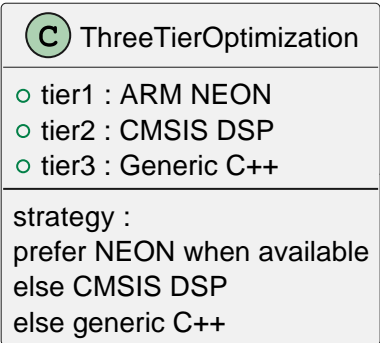 C ThreeTierOptimization
tier1 : ARM NEON
tier2 : CMSIS DSP
tier3 : Generic C++
strategy :
prefer NEON when available
else CMSIS DSP
else generic C++